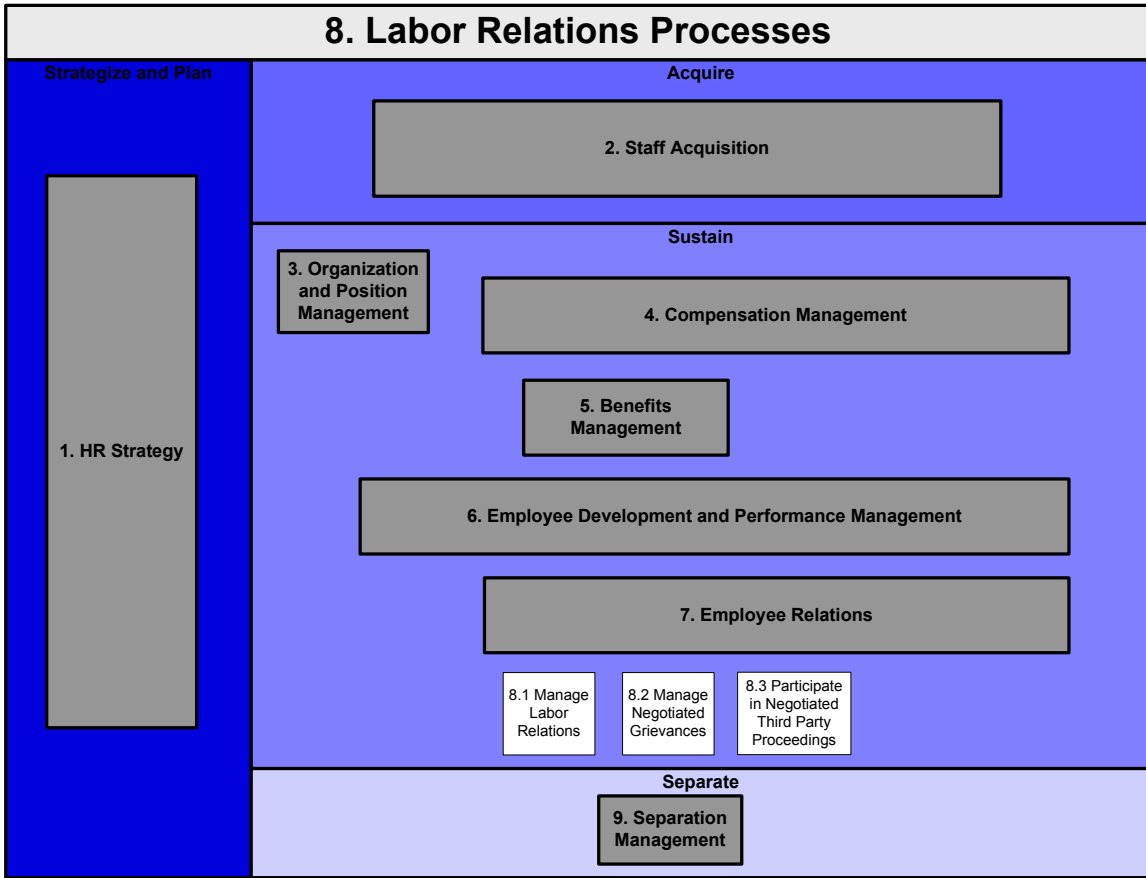 8. Labor Relations Processes
Strategize and Plan
1. HR Strategy
Acquire
2. Staff Acquisition
Sustain
3. Organization
and Position
Management
4. Compensation Management
5. Benefits
Management
6. Employee Development and Performance Management
7. Employee Relations
8.1 Manage
Labor
Relations
8.2 Manage
Negotiated
Grievances
8.3 Participate
in Negotiated
Third Party
Proceedings
Separate
9. Separation
Management